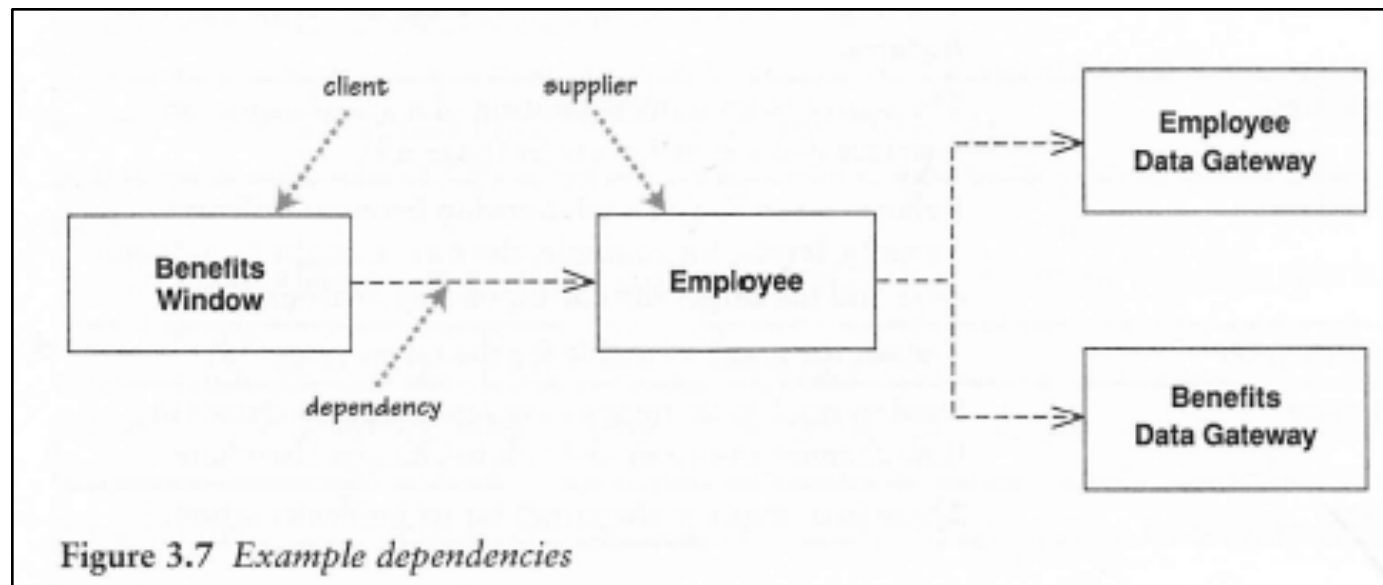 client
supplier
Employee
Data Gateway
Benefits
Window
Employee
dependency
Benefits
Data Gateway
Figure 3.7 Example dependencies